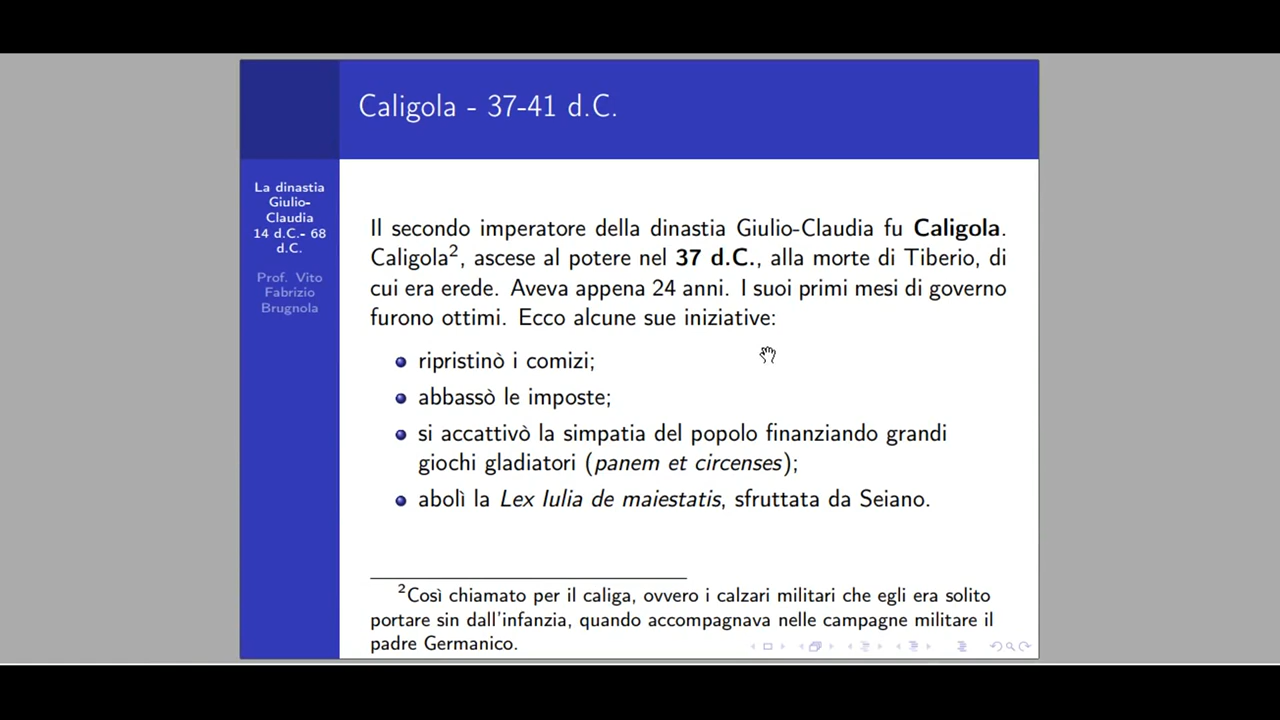 Caligola - 37-41 d.C.
La dinastia
Giulio-
Claudia
14 d.C.- 68
d.C.
Prof. Vito
Fabrizio
Brugnola
Il secondo imperatore della dinastia Giulio-Claudia fu Caligola.
Caligola², ascese al potere nel 37 d.C., alla morte di Tiberio, di
cui era erede. Aveva appena 24 anni. I suoi primi mesi di governo
furono ottimi. Ecco alcune sue iniziative:
ripristinò i comizi;
abbassò le imposte;
si accattivò la simpatia del popolo finanziando grandi
giochi gladiatori (panem et circenses);
abolì la Lex Iulia de maiestatis, sfruttata da Seiano.
²Così chiamato per il caliga, ovvero i calzari militari che egli era solito
portare sin dall'infanzia, quando accompagnava nelle campagne militare il
padre Germanico.